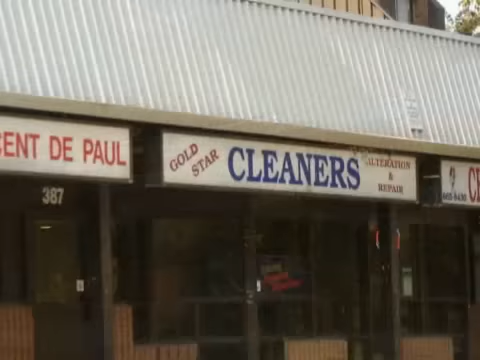 CENT DE PAUL
387
GOLD
STAR
CLEANERS
ALTERATION
&
REPAIR